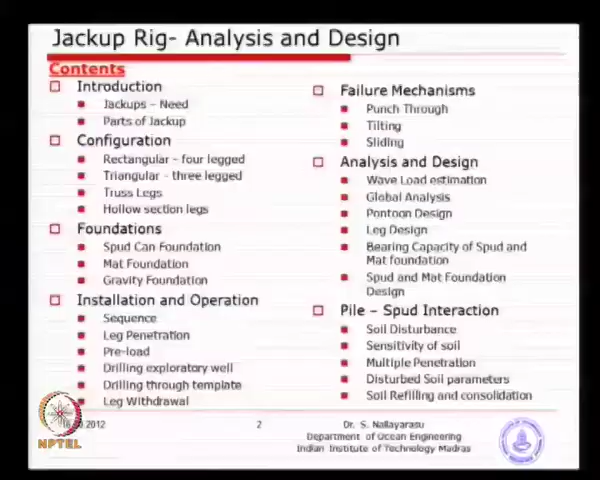 Jackup Rig- Analysis and Design
Contents
Introduction
Jackups – Need
Parts of Jackup
Configuration
Rectangular – four legged
Triangular – three legged
Truss Legs
Hollow section legs
Foundations
Spud Can Foundation
Mat Foundation
Gravity Foundation
Installation and Operation
Sequence
Leg Penetration
Pre-load
Drilling exploratory well
Drilling through template
Leg Withdrawal
Failure Mechanisms
Punch Through
Tilting
Sliding
Analysis and Design
Wave Load estimation
Global Analysis
Pontoon Design
Leg Design
Bearing Capacity of Spud and
Mat foundation
Spud and Mat Foundation
Design
Pile – Spud Interaction
Soil Disturbance
Sensitivity of soil
Multiple Penetration
Disturbed Soil parameters
Soil Refilling and consolidation
2012
2
Dr. S. Nallayarasu
Department of Ocean Engineering
Indian Institute of Technology Madras
NPTEL